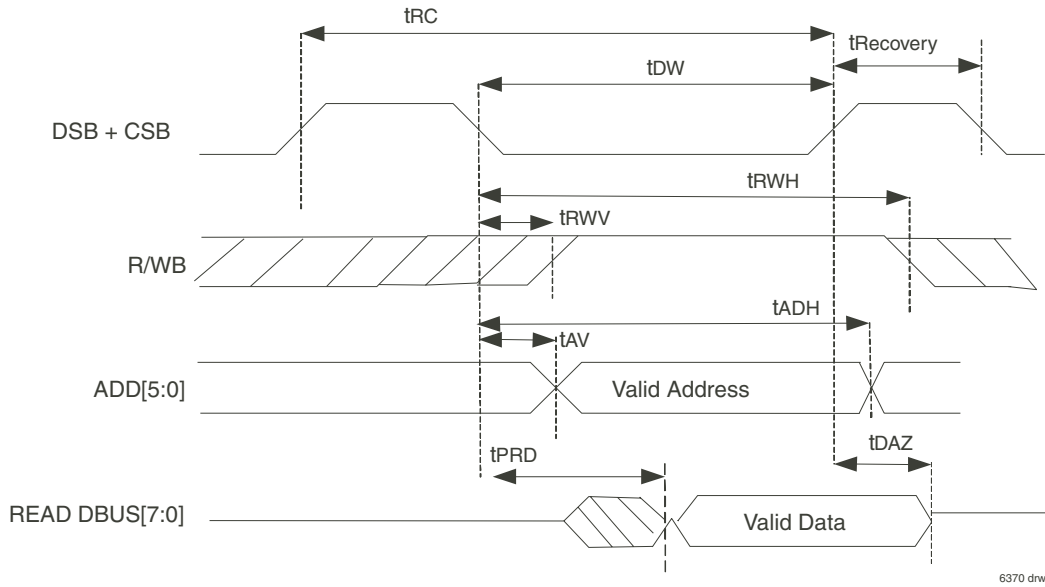 tRC
tRecovery
tDW
DSB + CSB
tRWH
tRWV
R/WB
tADH
tAV
ADD[5:0]
Valid Address
tPRD
tDAZ
READ DBUS[7:0]
Valid Data
6370 drw